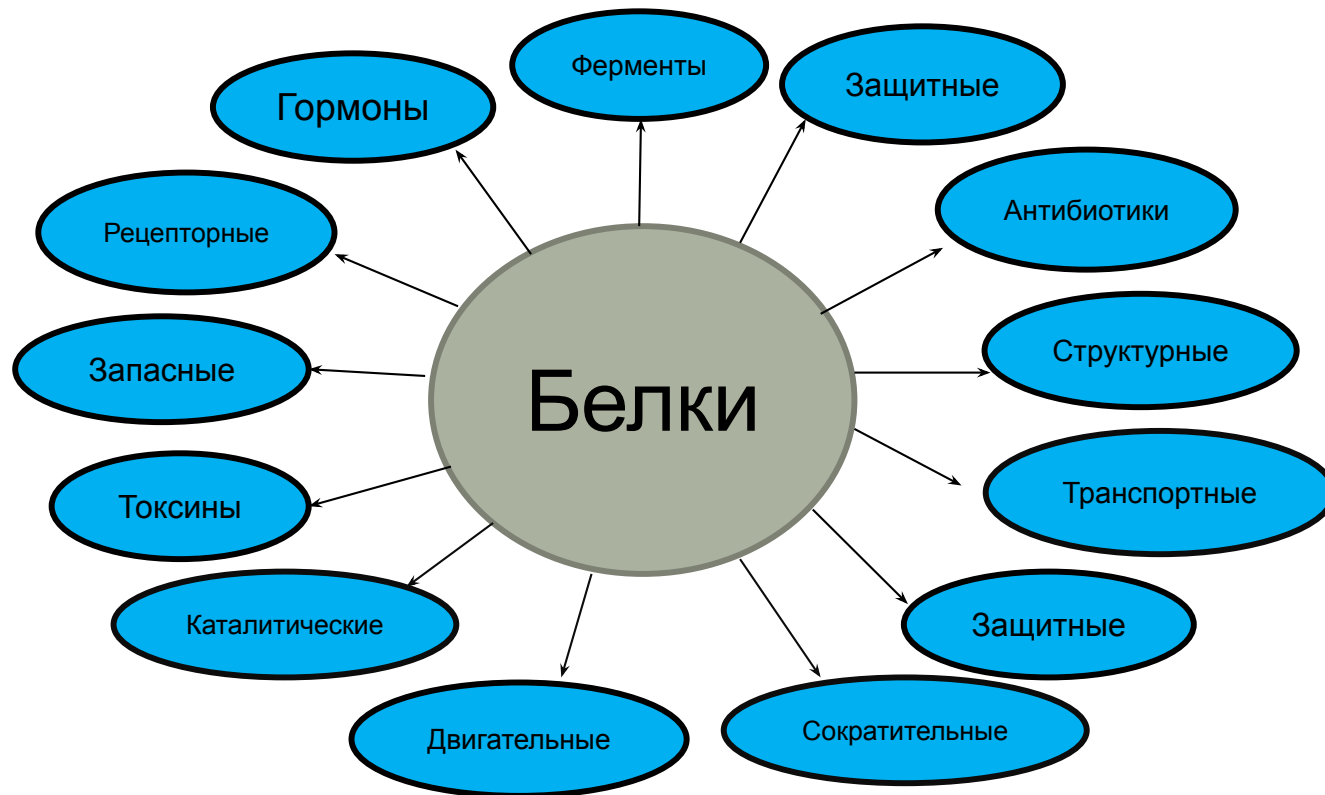 Ферменты
Защитные
Гормоны
Антибиотики
Рецепторные
Структурные
Запасные
Белки
Транспортные
Токсины
Каталитические
Защитные
Двигательные
Сократительные